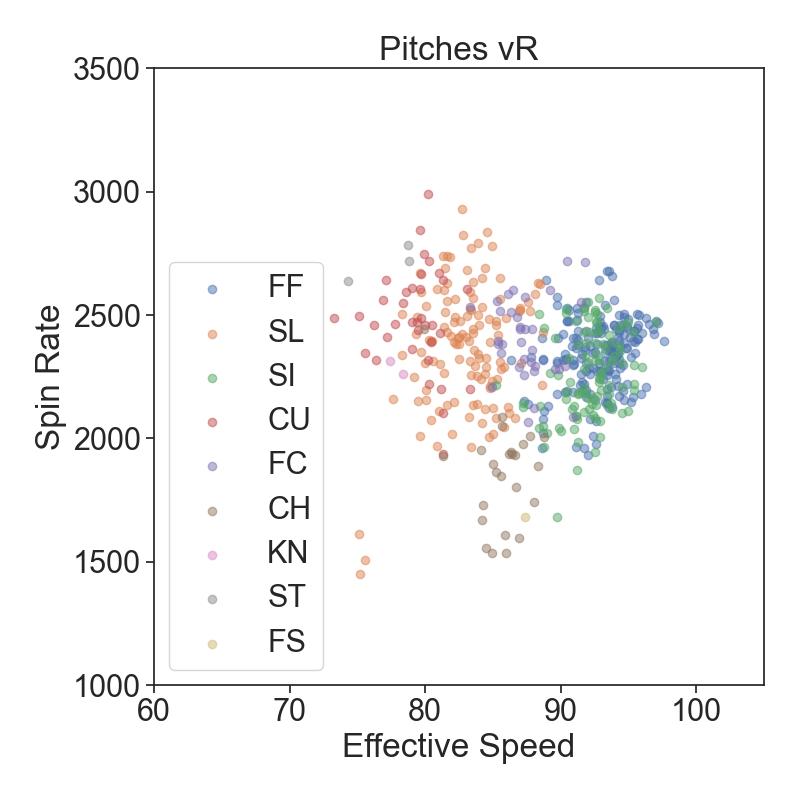 Pitches vR
3500
3000
2500
2000
1500
1000
Spin Rate
FF
SL
SI
CU
FC
CH
KN
ST
FS
60 70 80 90 100
Effective Speed